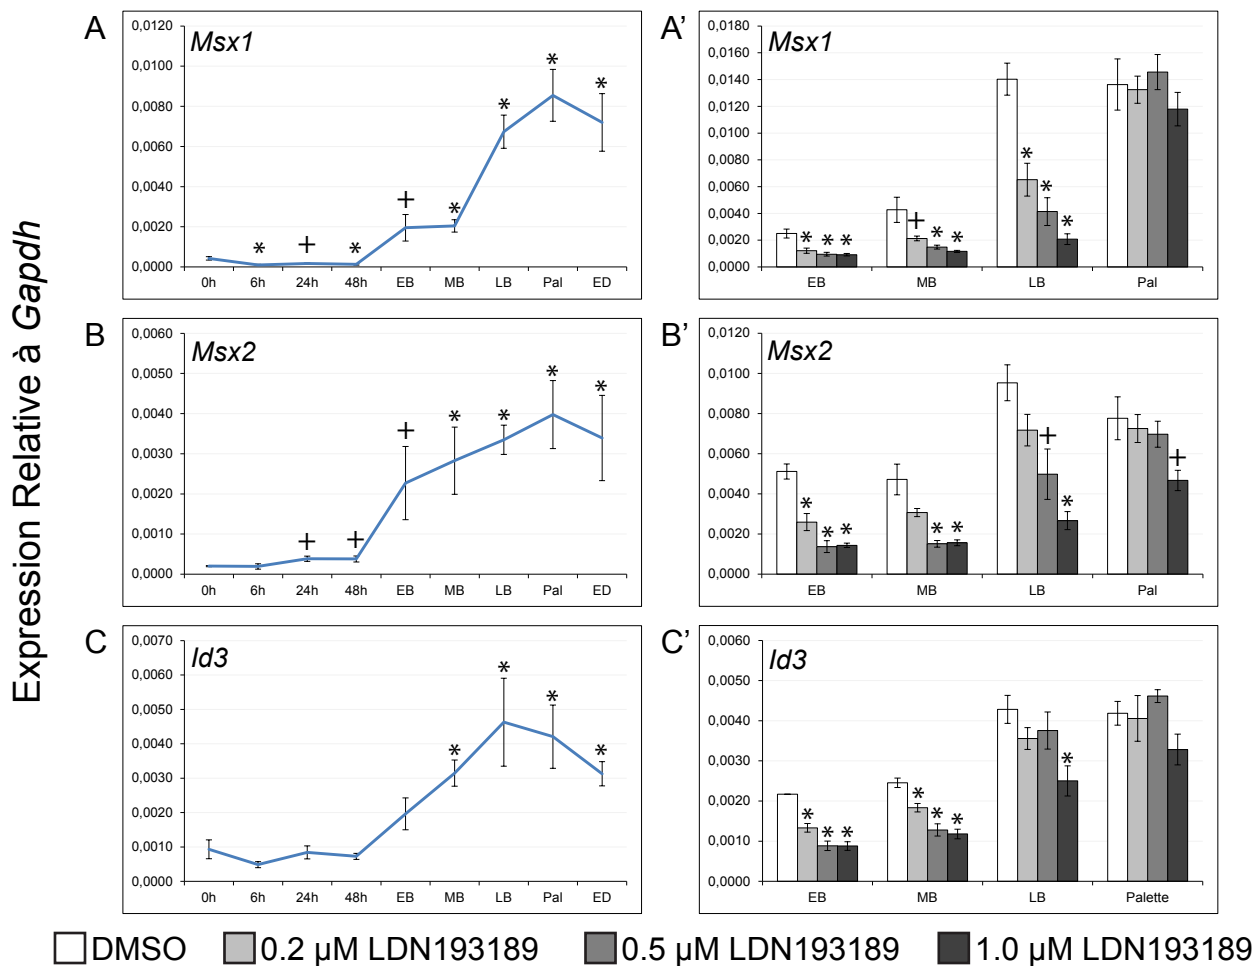 Expression Relative à Gapdh
A
Msx1
0,0120
0,0100
0,0080
0,0060
0,0040
0,0020
0,0000
* + * + * * * *
0h 6h 24h 48h EB MB LB Pal ED
A’
Msx1
0,0180
0,0160
0,0140
0,0120
0,0100
0,0080
0,0060
0,0040
0,0020
0,0000
* * * + * * * * *
EB MB LB Pal
B
Msx2
0,0060
0,0050
0,0040
0,0030
0,0020
0,0010
0,0000
+ + + * * * *
0h 6h 24h 48h EB MB LB Pal ED
B’
Msx2
0,0120
0,0100
0,0080
0,0060
0,0040
0,0020
0,0000
* * * * * + * +
EB MB LB Pal
C
Id3
0,0070
0,0060
0,0050
0,0040
0,0030
0,0020
0,0010
0,0000
* * * *
0h 6h 24h 48h EB MB LB Pal ED
C’
Id3
0,0060
0,0050
0,0040
0,0030
0,0020
0,0010
0,0000
* * * * * * *
EB MB LB Palette
DMSO 0.2 µM LDN193189 0.5 µM LDN193189 1.0 µM LDN193189